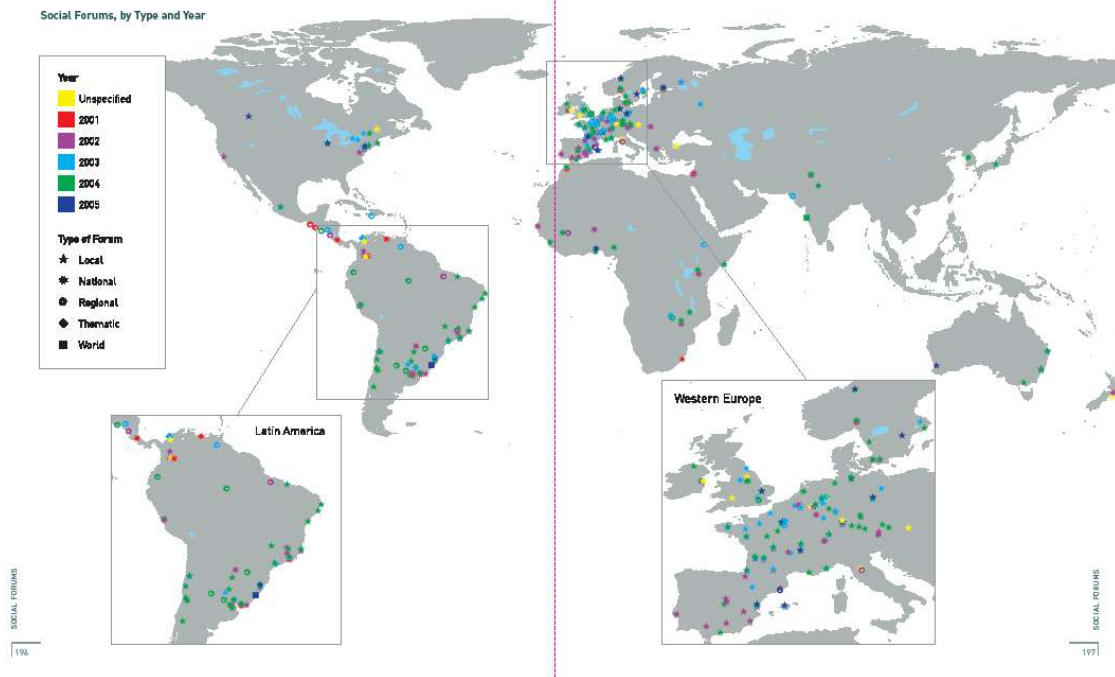 Social Forums, by Type and Year
Year
Unspecified
2001
2002
2003
2004
2005
Type of Forum
Local
National
Regional
Thematic
World
Latin America
Western Europe
SOCIAL FORUMS
196
SOCIAL FORUMS
197